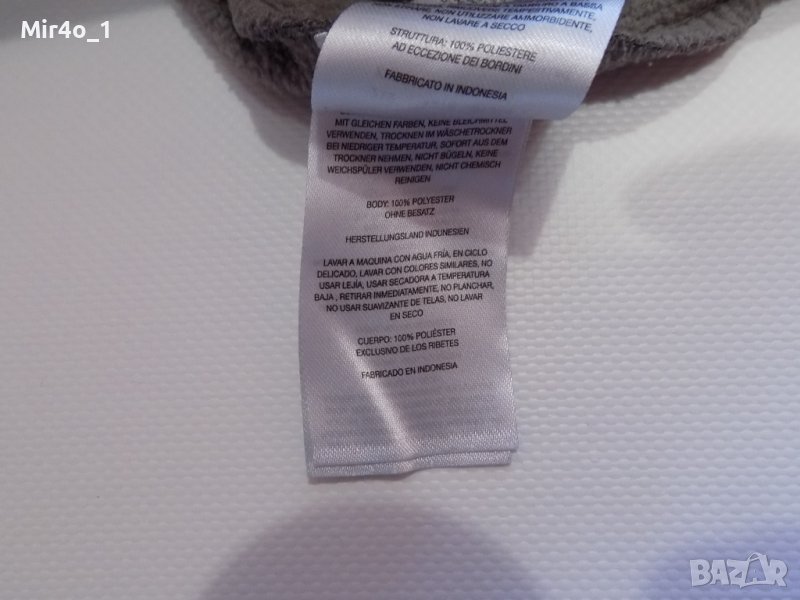 Mir4o_1
A BASSA
TEMPESTIVAMENTE,
NON UTILIZZARE AMMORBIDENTE,
NON LAVARE A SECCO
STRUTTURA: 100% POLIESTERE
AD ECCEZIONE DEI BORDINI
FABBRICATO IN INDONESIA
MIT GLEICHEN FARBEN, KEINE BLEICHMITTEL
VERWENDEN, TROCKNEN IM WÄSCHETROCKNER
BEI NIEDRIGER TEMPERATUR, SOFORT AUS DEM
TROCKNER NEHMEN, NICHT BÜGELN, KEINE
WEICHSPÜLER VERWENDEN, NICHT CHEMISCH
REINIGEN
BODY: 100% POLYESTER
OHNE BESATZ
HERSTELLUNGSLAND INDUNESIEN
LAVAR A MAQUINA CON AGUA FRÍA, EN CICLO
DELICADO, LAVAR CON COLORES SIMILARES, NO
USAR LEJÍA, USAR SECADORA A TEMPERATURA
BAJA , RETIRAR INMEDIATAMENTE, NO PLANCHAR,
NO USAR SUAVIZANTE DE TELAS, NO LAVAR
EN SECO
CUERPO: 100% POLIÉSTER
EXCLUSIVO DE LOS RIBETES
FABRICADO EN INDONESIA
BAZAR